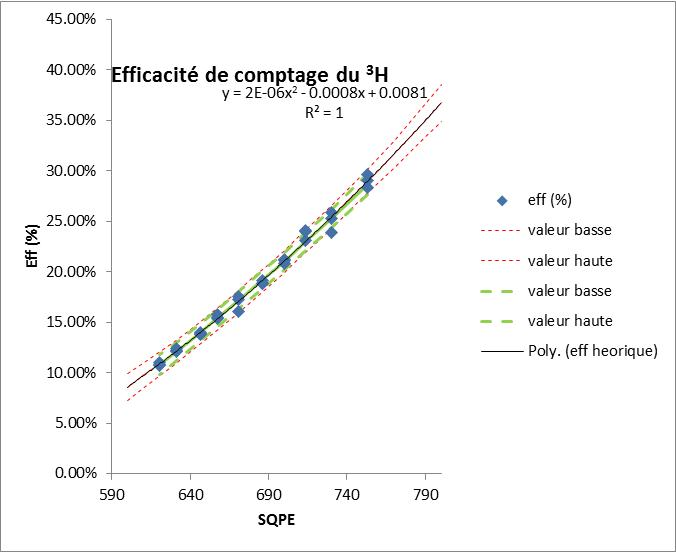 45.00%
40.00%
Efficacité de comptage du ³H
y = 2E-06x² - 0.0008x + 0.0081
R² = 1
35.00%
30.00%
25.00%
20.00%
15.00%
10.00%
5.00%
0.00%
Eff (%)
590 640 690 740 790
SQPE
eff (%)
valeur basse
valeur haute
valeur basse
valeur haute
Poly. (eff heorique)